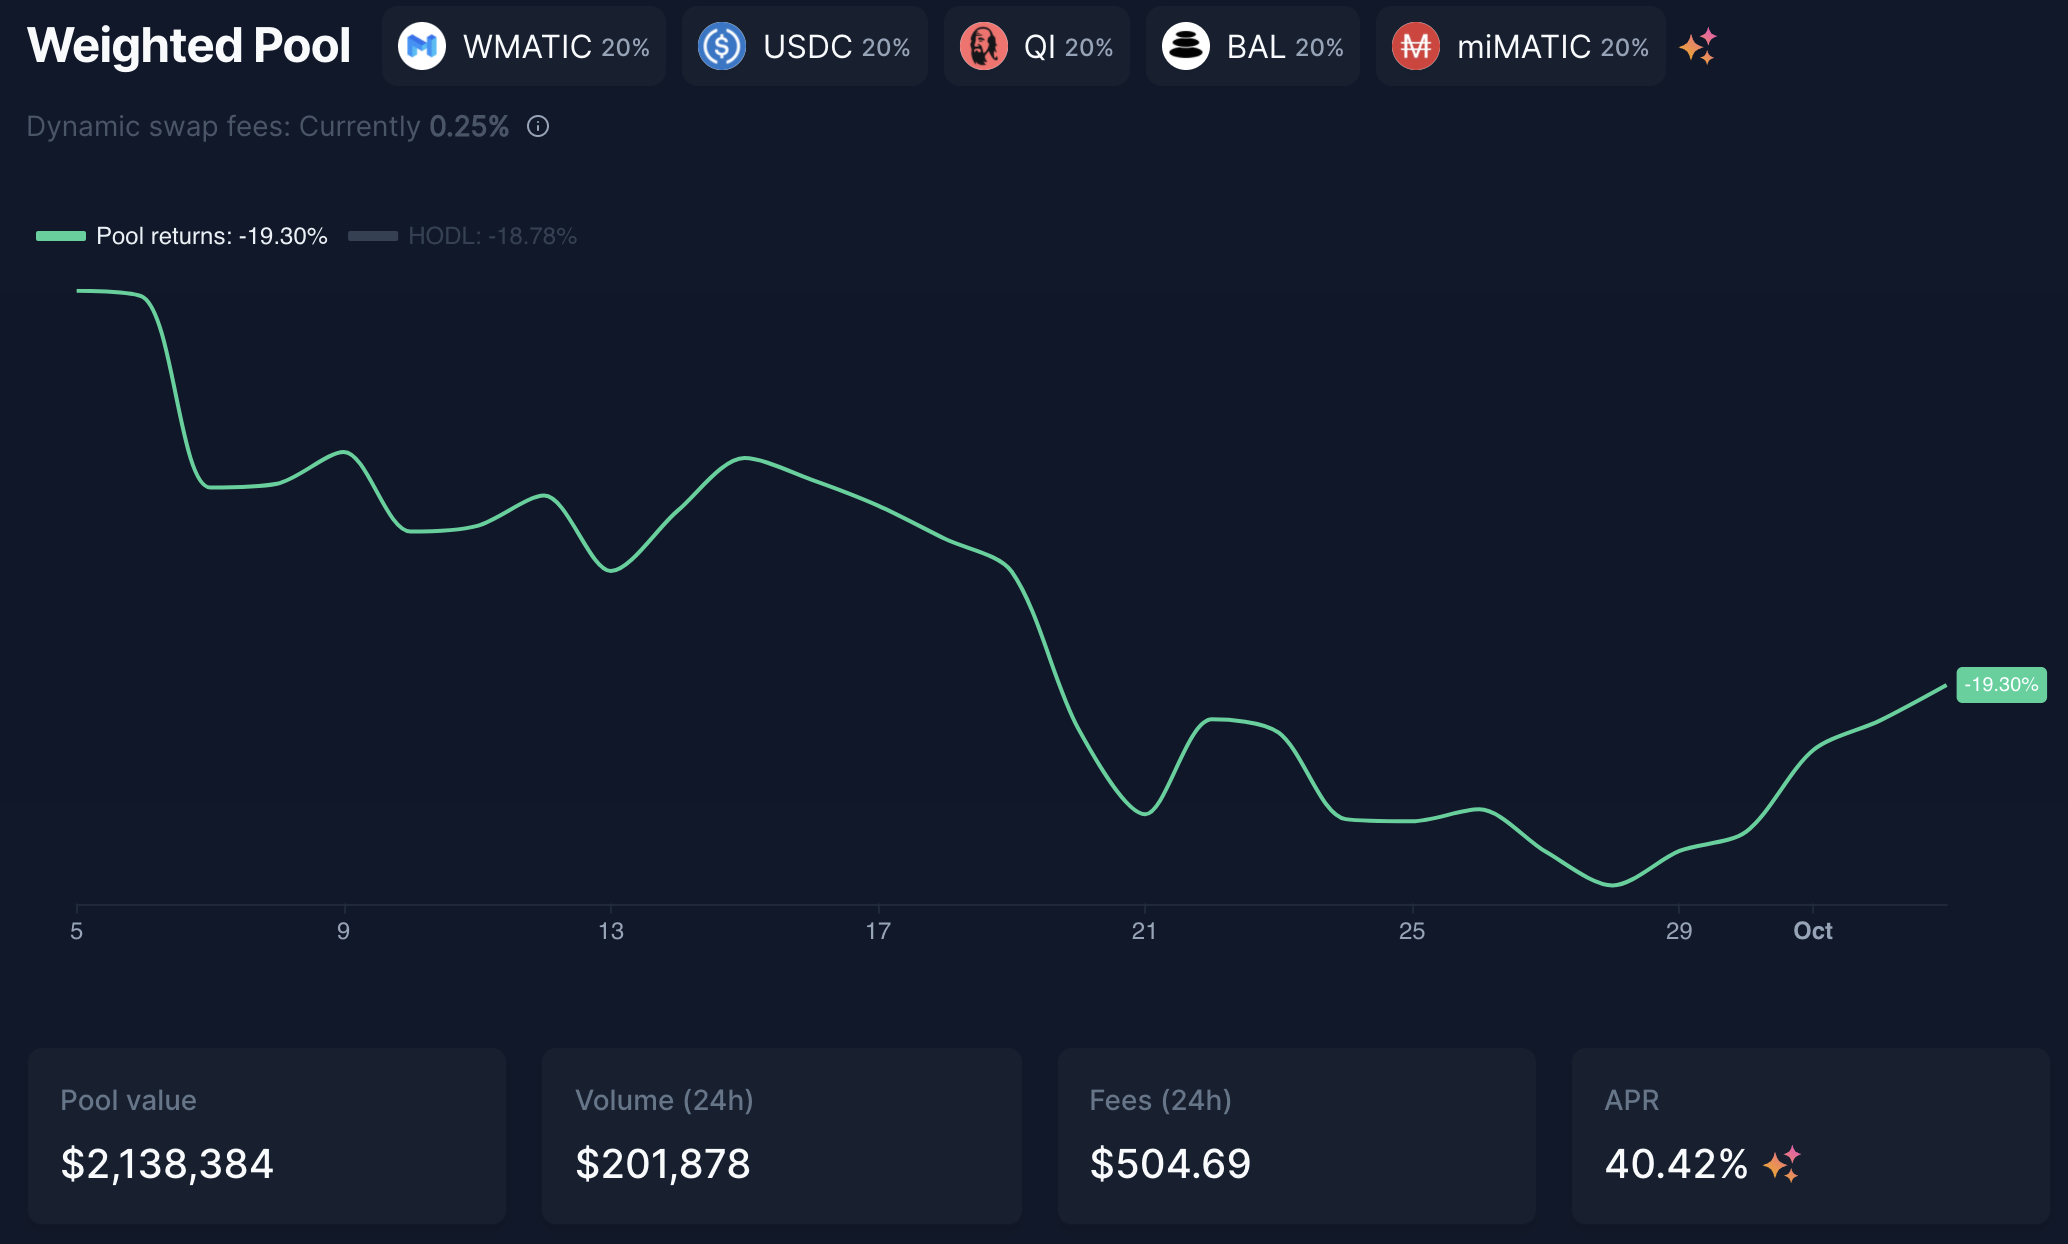 Weighted Pool WMATIC 20% USDC 20% QI 20% BAL 20% miMATIC 20%
Dynamic swap fees: Currently 0.25%
Pool returns: -19.30% HODL: -18.78%
-19.30%
5 9 13 17 21 25 29 Oct
Pool value Volume (24h) Fees (24h) APR
$2,138,384 $201,878 $504.69 40.42%